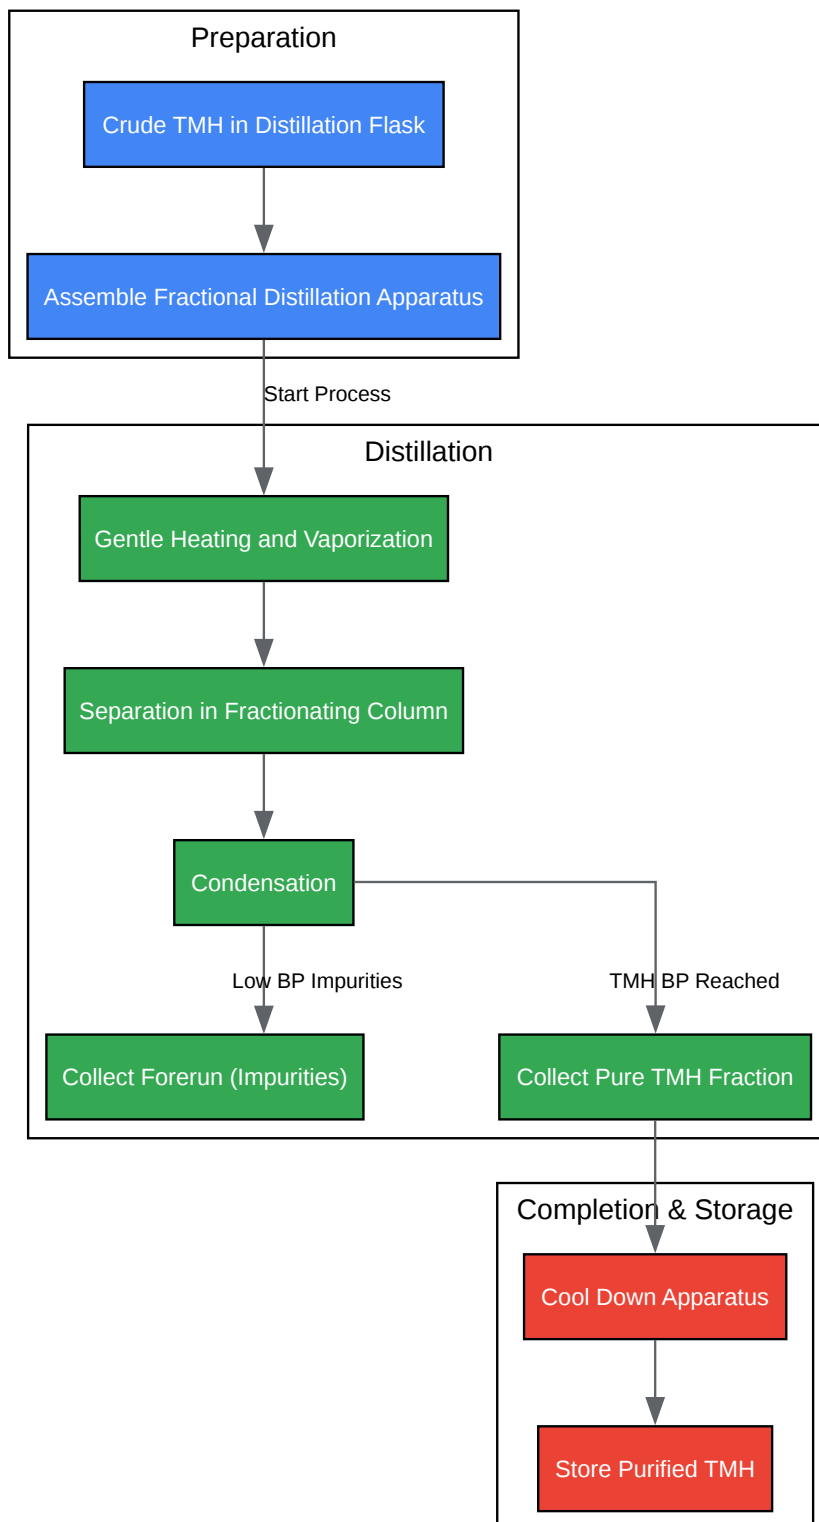 Preparation
Crude TMH in Distillation Flask
Assemble Fractional Distillation Apparatus
Start Process
Distillation
Gentle Heating and Vaporization
Separation in Fractionating Column
Condensation
Low BP Impurities
TMH BP Reached
Collect Forerun (Impurities)
Collect Pure TMH Fraction
Completion & Storage
Cool Down Apparatus
Store Purified TMH